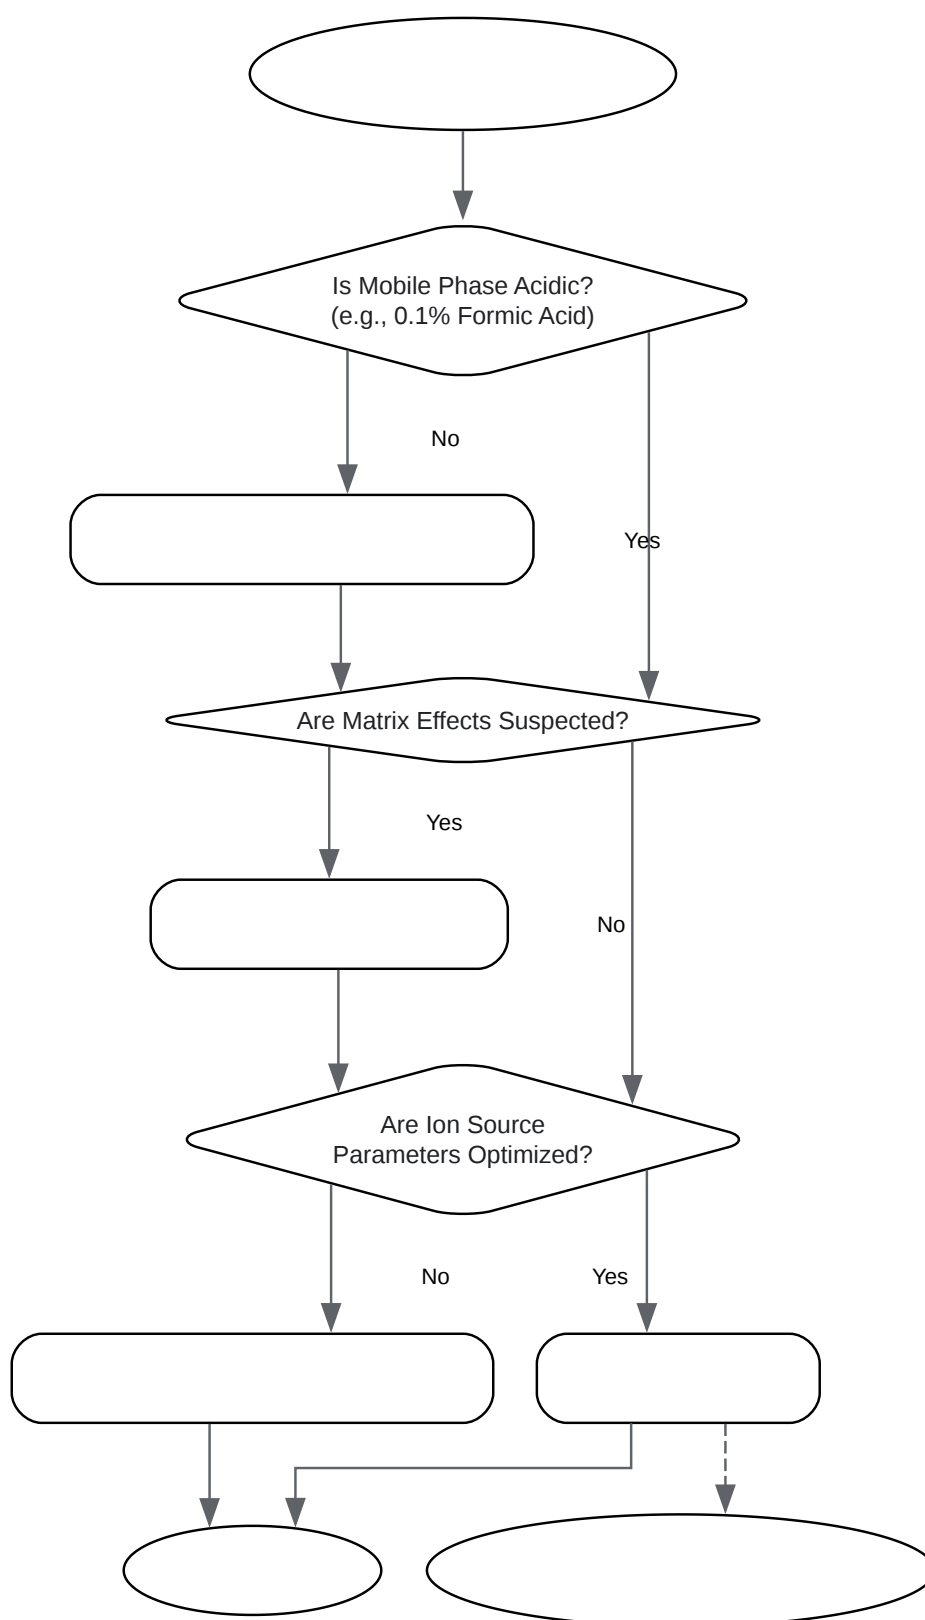 Is Mobile Phase Acidic?
(e.g., 0.1% Formic Acid)
No
Yes
Are Matrix Effects Suspected?
Yes
No
Are Ion Source
Parameters Optimized?
No
Yes